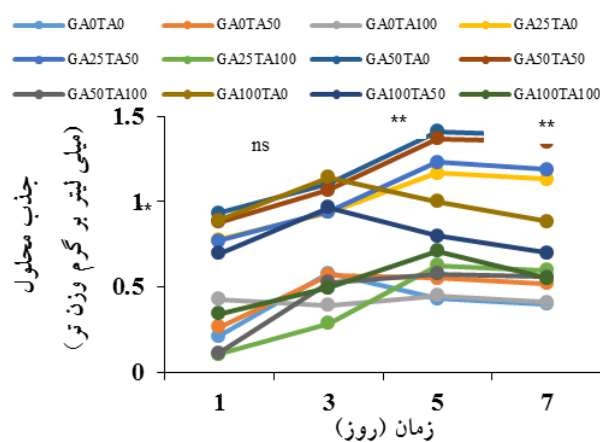 GA0TA0 GA0TA50 GA0TA100 GA25TA0
GA25TA50 GA25TA100 GA50TA0 GA50TA50
GA50TA100 GA100TA0 GA100TA50 GA100TA100
جذب محلول
(میلی لیتر بر گرم وزن تر)
1.5
1
0.5
0
*
ns
**
**
1 3 5 7
زمان (روز)